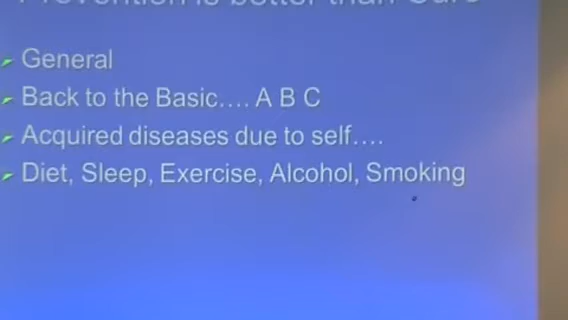 Prevention is better than Cure
General
Back to the Basic.... A B C
Acquired diseases due to self....
Diet, Sleep, Exercise, Alcohol, Smoking